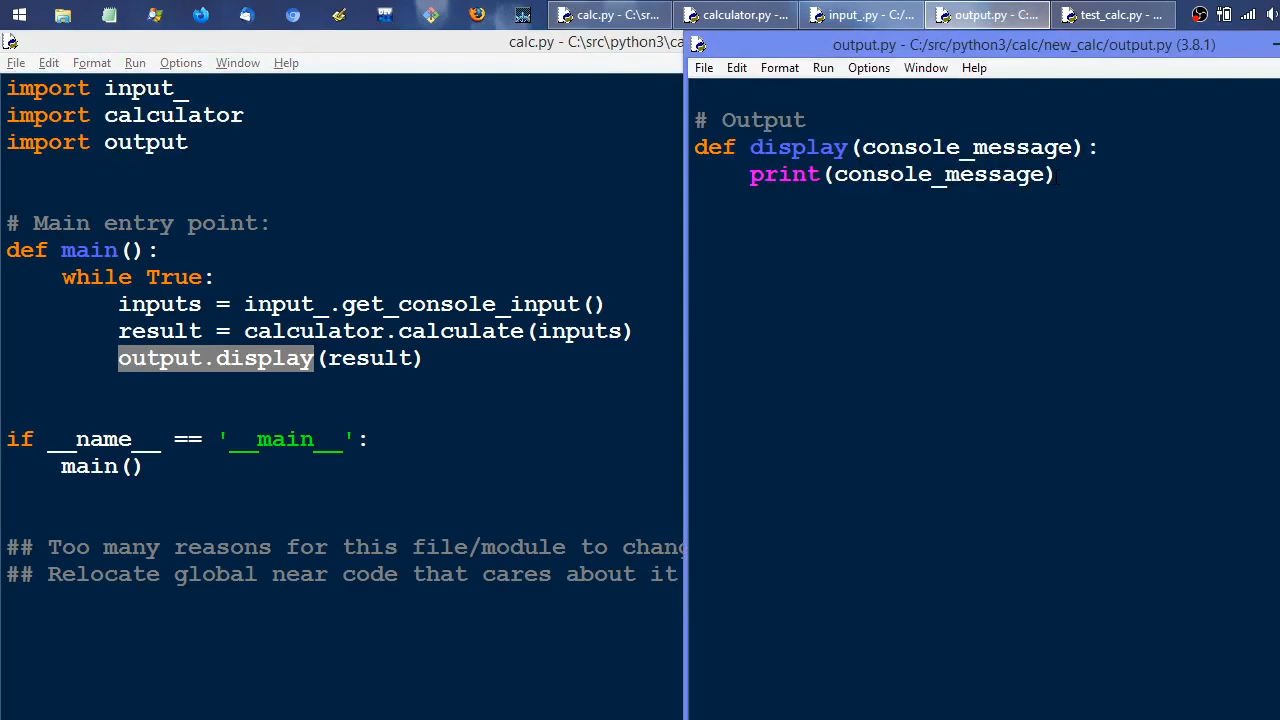 calc.py - C:\sr...
calculator.py -...
input_.py - C:/...
output.py - C:...
test_calc.py - ...
calc.py - C:\src\python3\ca
File Edit Format Run Options Window Help
import input_
import calculator
import output
# Main entry point:
def main():
while True:
inputs = input_.get_console_input()
result = calculator.calculate(inputs)
output.display(result)
if __name__ == '__main__':
main()
## Too many reasons for this file/module to chang
## Relocate global near code that cares about it
output.py - C:/src/python3/calc/new_calc/output.py (3.8.1)
File Edit Format Run Options Window Help
# Output
def display(console_message):
print(console_message)